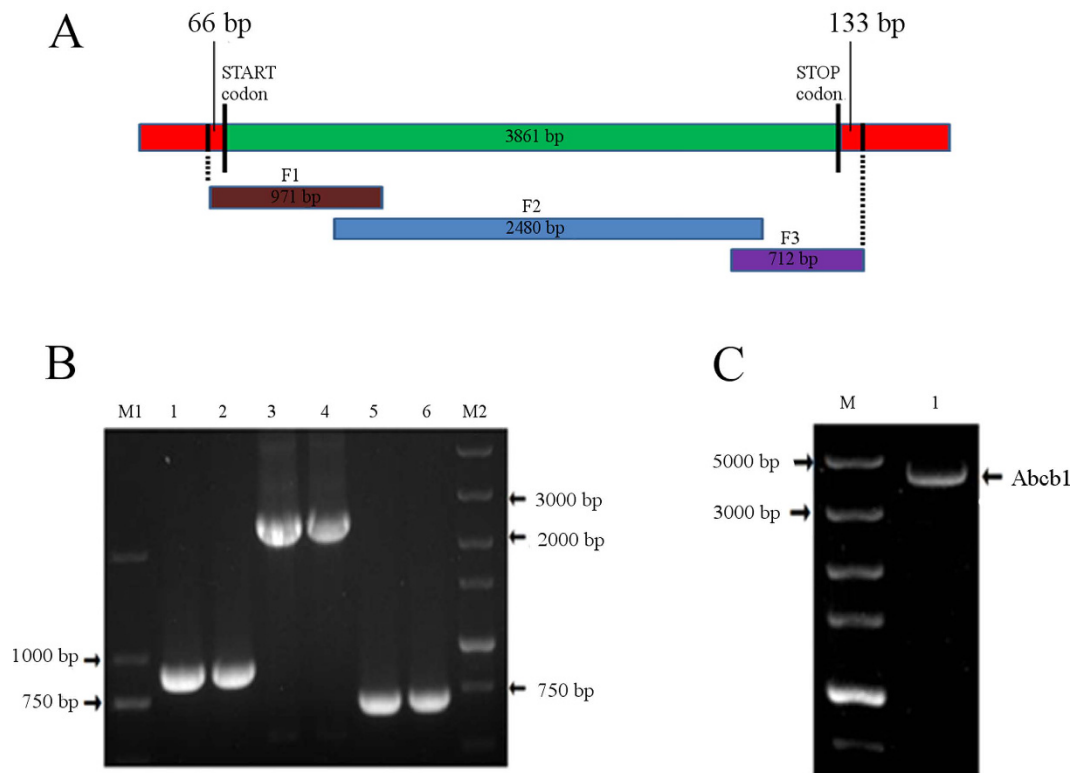 A
66 bp
133 bp
START
codon
STOP
codon
3861 bp
F1
971 bp
F2
2480 bp
F3
712 bp
B
M1 1 2 3 4 5 6 M2
3000 bp
2000 bp
1000 bp
750 bp
750 bp
C
M 1
5000 bp
Abcb1
3000 bp